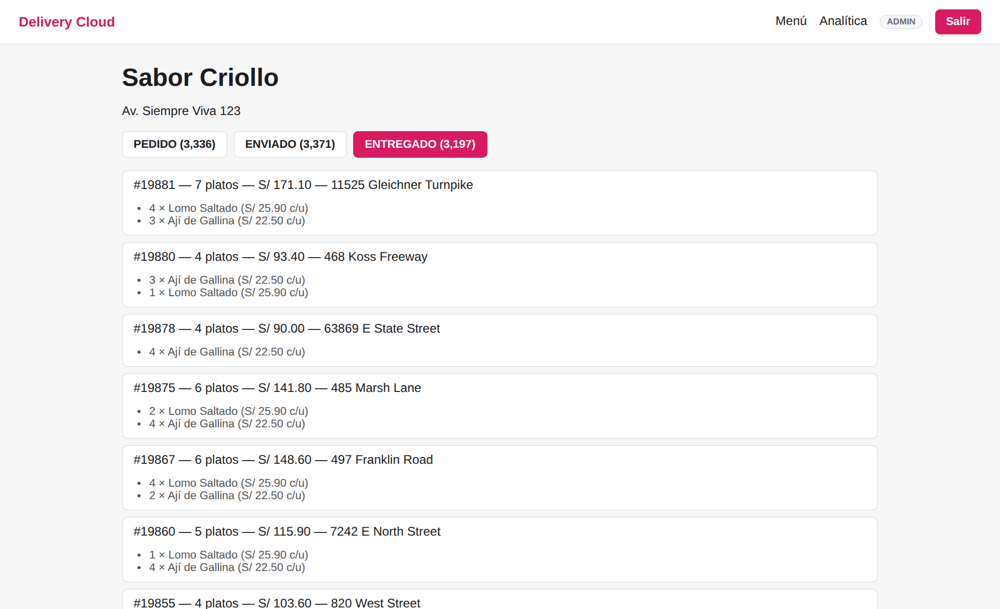 Delivery Cloud
Menú
Analítica
ADMIN
Salir
Sabor Criollo
Av. Siempre Viva 123
PEDIDO (3,336)
ENVIADO (3,371)
ENTREGADO (3,197)
#19881 — 7 platos — S/ 171.10 — 11525 Gleichner Turnpike
• 4 × Lomo Saltado (S/ 25.90 c/u)
• 3 × Ají de Gallina (S/ 22.50 c/u)
#19880 — 4 platos — S/ 93.40 — 468 Koss Freeway
• 3 × Ají de Gallina (S/ 22.50 c/u)
• 1 × Lomo Saltado (S/ 25.90 c/u)
#19878 — 4 platos — S/ 90.00 — 63869 E State Street
• 4 × Ají de Gallina (S/ 22.50 c/u)
#19875 — 6 platos — S/ 141.80 — 485 Marsh Lane
• 2 × Lomo Saltado (S/ 25.90 c/u)
• 4 × Ají de Gallina (S/ 22.50 c/u)
#19867 — 6 platos — S/ 148.60 — 497 Franklin Road
• 4 × Lomo Saltado (S/ 25.90 c/u)
• 2 × Ají de Gallina (S/ 22.50 c/u)
#19860 — 5 platos — S/ 115.90 — 7242 E North Street
• 1 × Lomo Saltado (S/ 25.90 c/u)
• 4 × Ají de Gallina (S/ 22.50 c/u)
#19855 — 4 platos — S/ 103.60 — 820 West Street